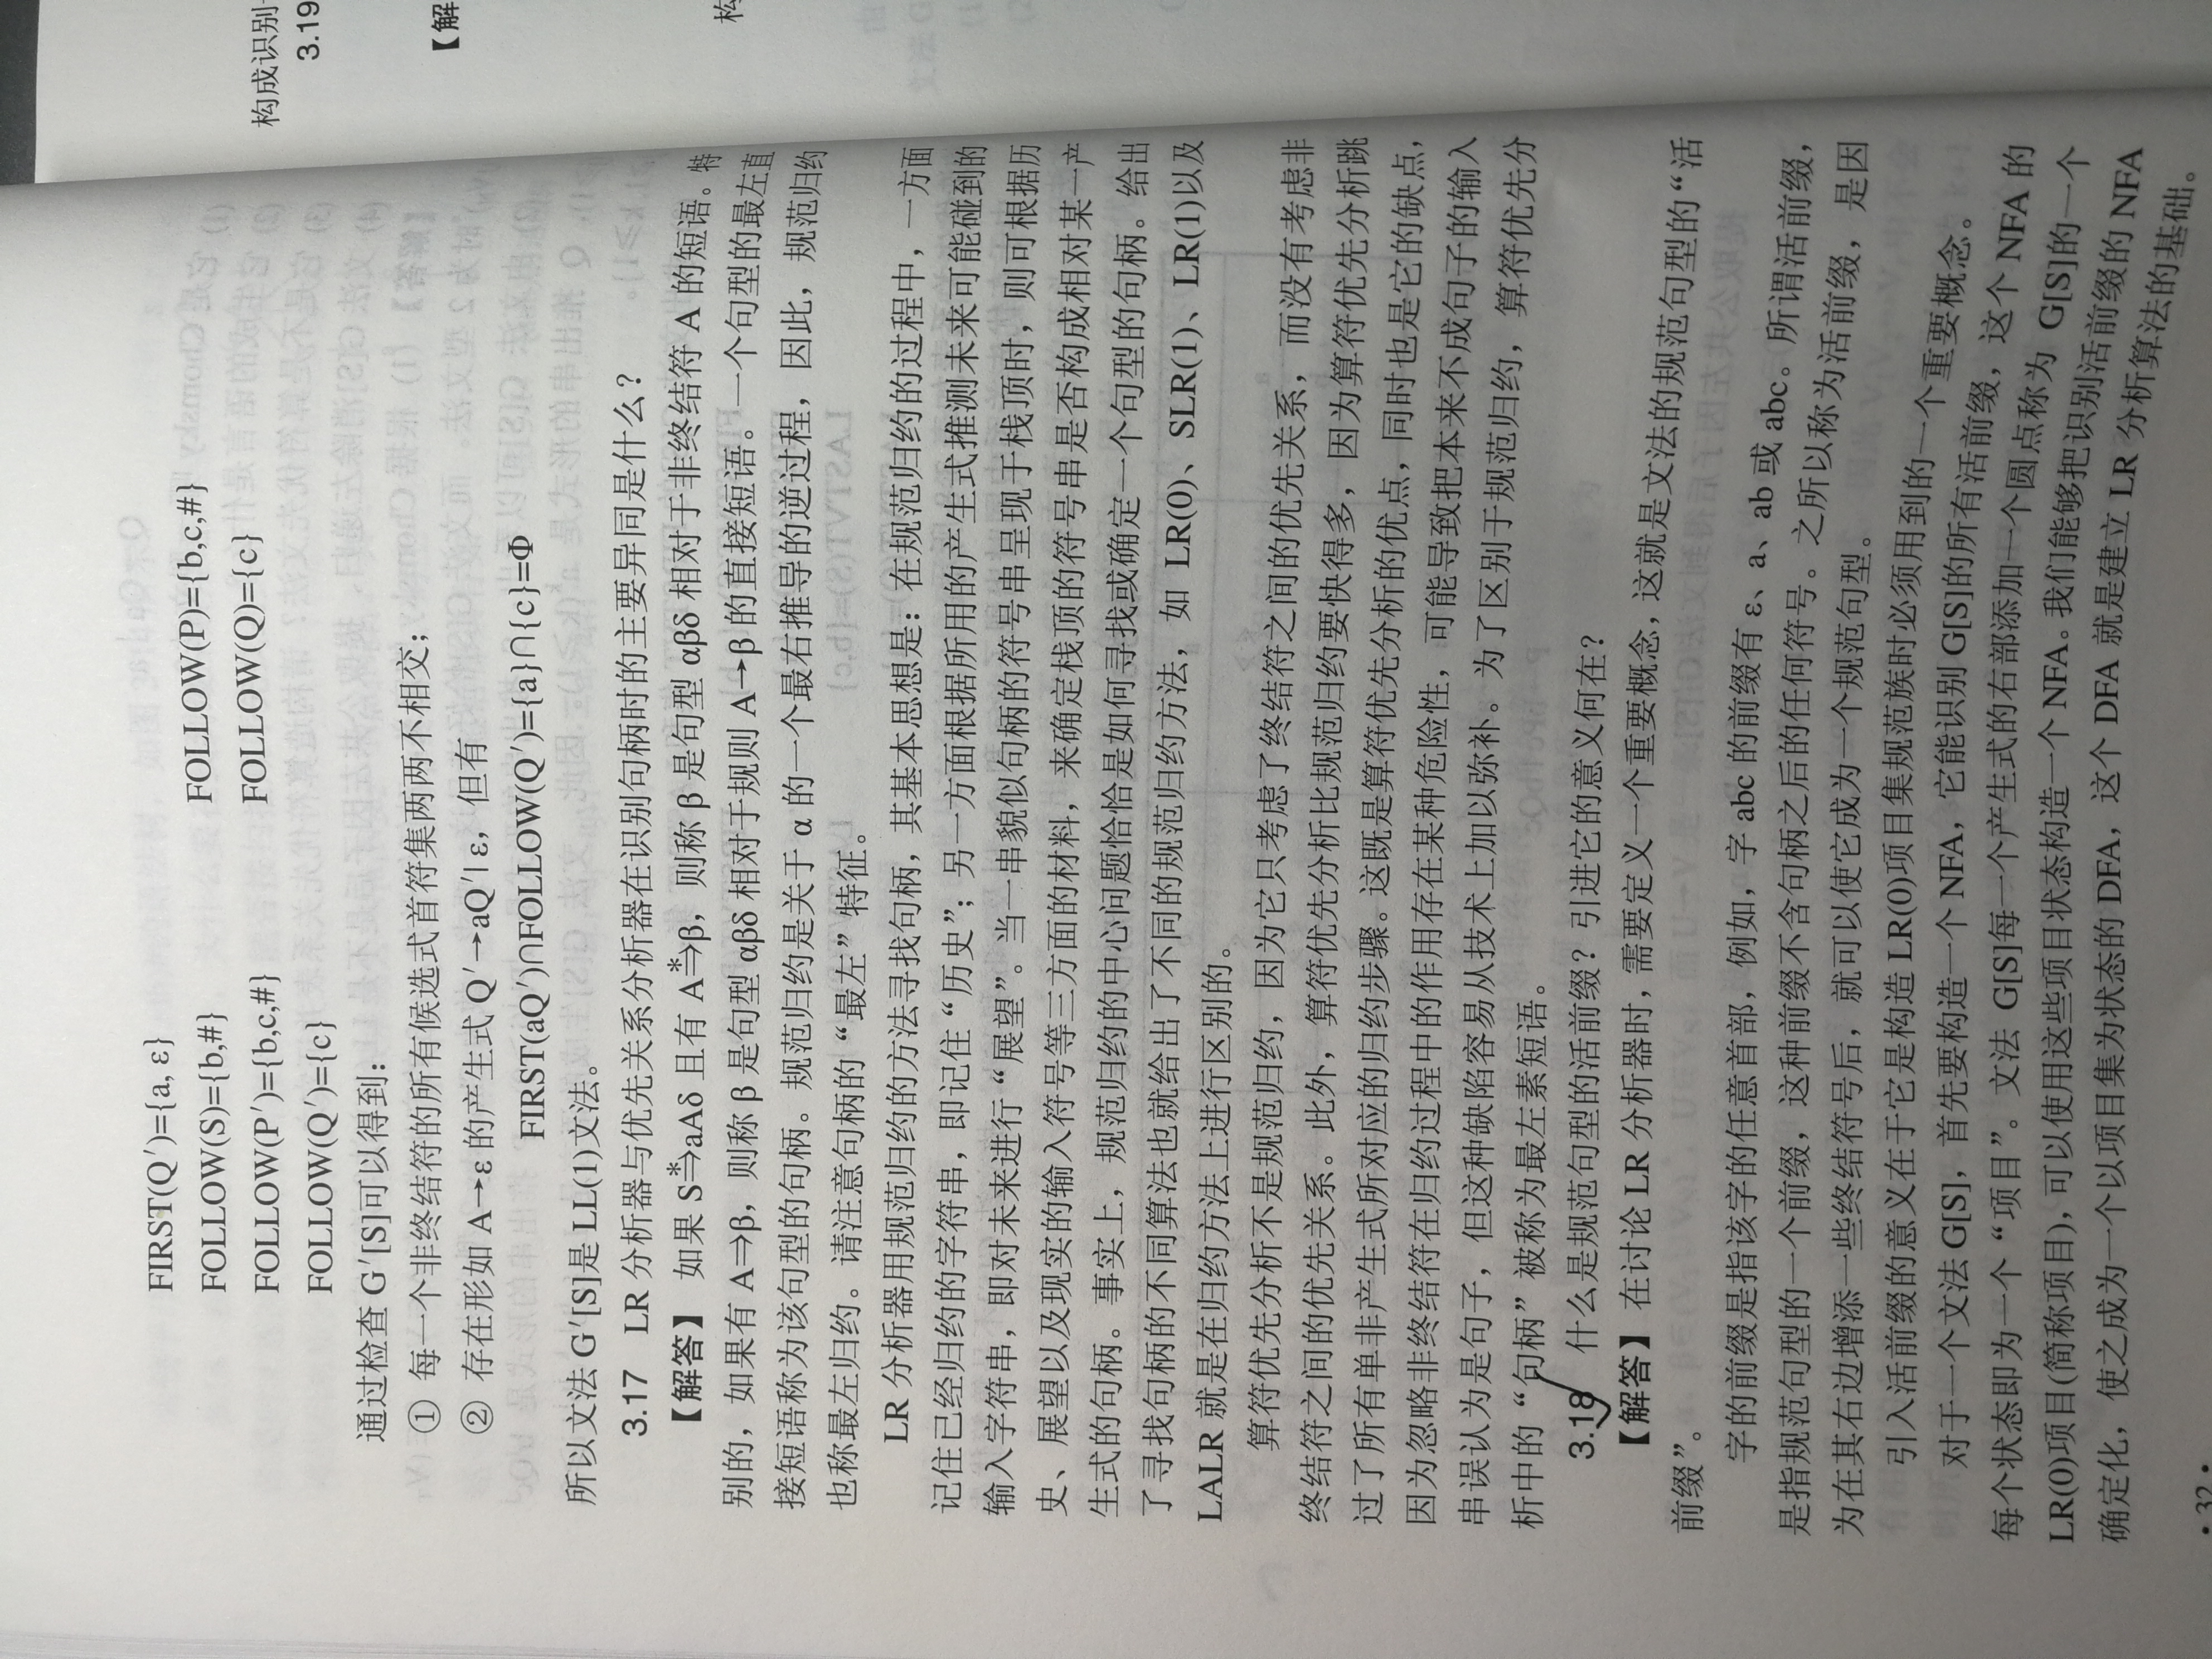 FIRST(Q′)={a, ε}
FOLLOW(S)={b,#} FOLLOW(P)={b,c,#}
FOLLOW(P′)={b,c,#} FOLLOW(Q)={c}
FOLLOW(Q′)={c}
通过检查 G′[S]可以得到：
① 每一个非终结符的所有候选式首符集两两不相交；
② 存在形如 A→ε 的产生式 Q′→aQ′| ε，但有
FIRST(aQ′)∩FOLLOW(Q′)={a}∩{c}=Φ
所以文法 G′[S]是 LL(1)文法。
3.17 LR 分析器与优先关系分析器在识别句柄时的主要异同是什么？
【解答】 如果 S⇒*aAδ 且有 A⇒*β，则称 β 是句型 αβδ 相对于非终结符 A 的短语。特
别的，如果有 A⇒β，则称 β 是句型 αβδ 相对于规则 A→β 的直接短语。一个句型的最左直
接短语称为该句型的句柄。规范归约是关于 α 的一个最右推导的逆过程，因此，规范归约
也称最左归约。请注意句柄的“最左”特征。
LR 分析器用规范归约的方法寻找句柄，其基本思想是：在规范归约的过程中，一方面
记住已经归约的字符串，即记住“历史”；另一方面根据所用的产生式推测未来可能碰到的
输入字符串，即对未来进行“展望”。当一串貌似句柄的符号串呈现于栈顶时，则可根据历
史、展望以及现实的输入符号等三方面的材料，来确定栈顶的符号串是否构成相对某一产
生式的句柄。事实上，规范归约的中心问题恰恰是如何寻找或确定一个句型的句柄。给出
了寻找句柄的不同算法也就给出了不同的规范归约方法，如 LR(0)、SLR(1)、LR(1)以及
LALR 就是在归约方法上进行区别的。
算符优先分析不是规范归约，因为它只考虑了终结符之间的优先关系，而没有考虑非
终结符之间的优先关系。此外，算符优先分析比规范归约要快得多，因为算符优先分析跳
过了所有单非产生式所对应的归约步骤。这既是算符优先分析的优点，同时也是它的缺点，
因为忽略非终结符在归约过程中的作用存在某种危险性，可能导致把本来不成句子的输入
串误认为是句子，但这种缺陷容易从技术上加以弥补。为了区别于规范归约，算符优先分
析中的“句柄”被称为最左素短语。
3.18 什么是规范句型的活前缀？引进它的意义何在？
【解答】 在讨论 LR 分析器时，需要定义一个重要概念，这就是文法的规范句型的“活
前缀”。
字的前缀是指该字的任意首部，例如，字 abc 的前缀有 ε、a、ab 或 abc。所谓活前缀，
是指规范句型的一个前缀，这种前缀不含句柄之后的任何符号。之所以称为活前缀，是因
为在其右边增添一些终结符号后，就可以使它成为一个规范句型。
引入活前缀的意义在于它是构造 LR(0)项目集规范族时必须用到的一个重要概念。
对于一个文法 G[S]，首先要构造一个 NFA，它能识别 G[S]的所有活前缀，这个 NFA 的
每个状态即为一个“项目”。文法 G[S]每一个产生式的右部添加一个圆点称为 G[S]的一个
LR(0)项目(简称项目)，可以使用这些项目状态构造一个 NFA。我们能够把识别活前缀的 NFA
确定化，使之成为一个以项目集为状态的 DFA，这个 DFA 就是建立 LR 分析算法的基础。
· 32 ·
构成识别
3.19
【解
构